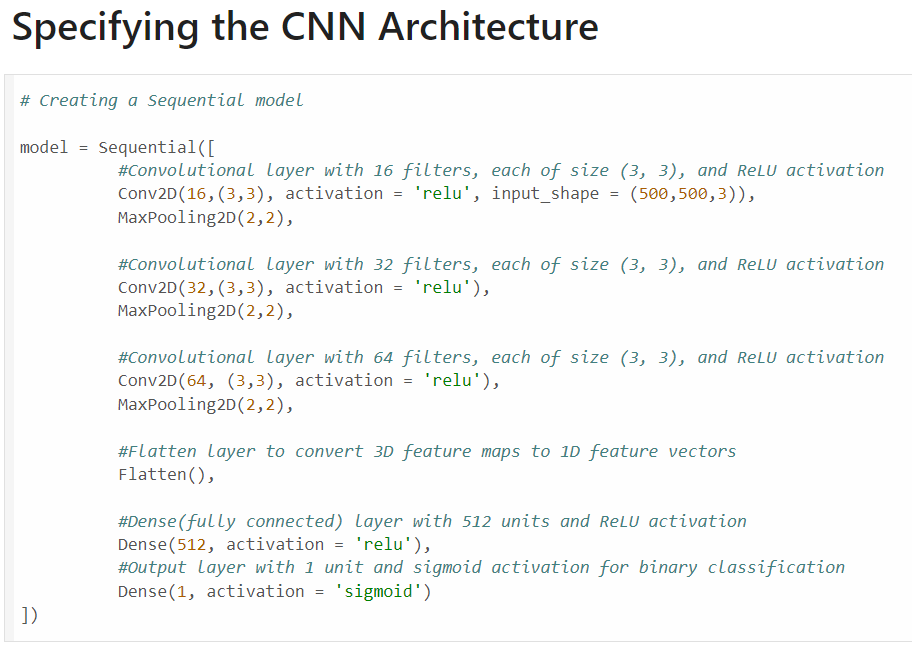 Specifying the CNN Architecture
# Creating a Sequential model
model = Sequential([
#Convolutional layer with 16 filters, each of size (3, 3), and ReLU activation
Conv2D(16,(3,3), activation = 'relu', input_shape = (500,500,3)),
MaxPooling2D(2,2),
#Convolutional layer with 32 filters, each of size (3, 3), and ReLU activation
Conv2D(32,(3,3), activation = 'relu'),
MaxPooling2D(2,2),
#Convolutional layer with 64 filters, each of size (3, 3), and ReLU activation
Conv2D(64, (3,3), activation = 'relu'),
MaxPooling2D(2,2),
#Flatten layer to convert 3D feature maps to 1D feature vectors
Flatten(),
#Dense(fully connected) layer with 512 units and ReLU activation
Dense(512, activation = 'relu'),
#Output layer with 1 unit and sigmoid activation for binary classification
Dense(1, activation = 'sigmoid')
])